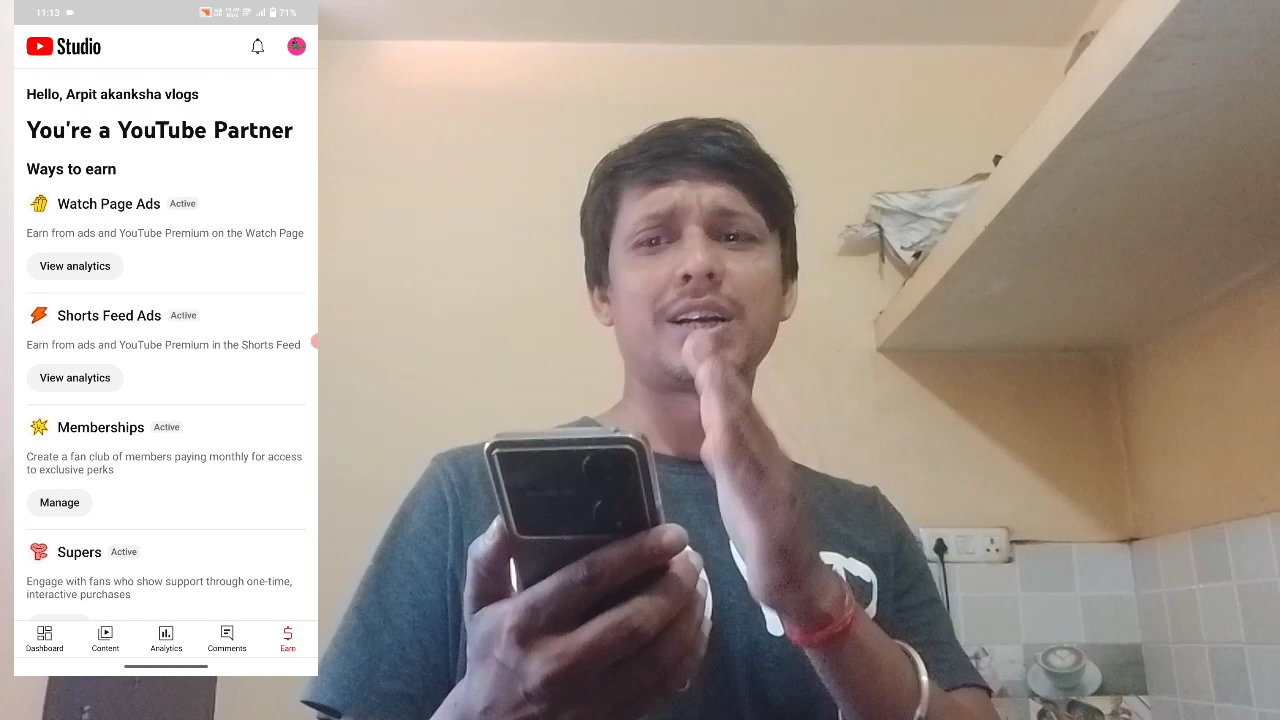 11:13
71%
Studio
Hello, Arpit akanksha vlogs
You're a YouTube Partner
Ways to earn
Watch Page Ads Active
Earn from ads and YouTube Premium on the Watch Page
View analytics
Shorts Feed Ads Active
Earn from ads and YouTube Premium in the Shorts Feed
View analytics
Memberships Active
Create a fan club of members paying monthly for access
to exclusive perks
Manage
Supers Active
Engage with fans who show support through one-time,
interactive purchases
Dashboard Content Analytics Comments Earn